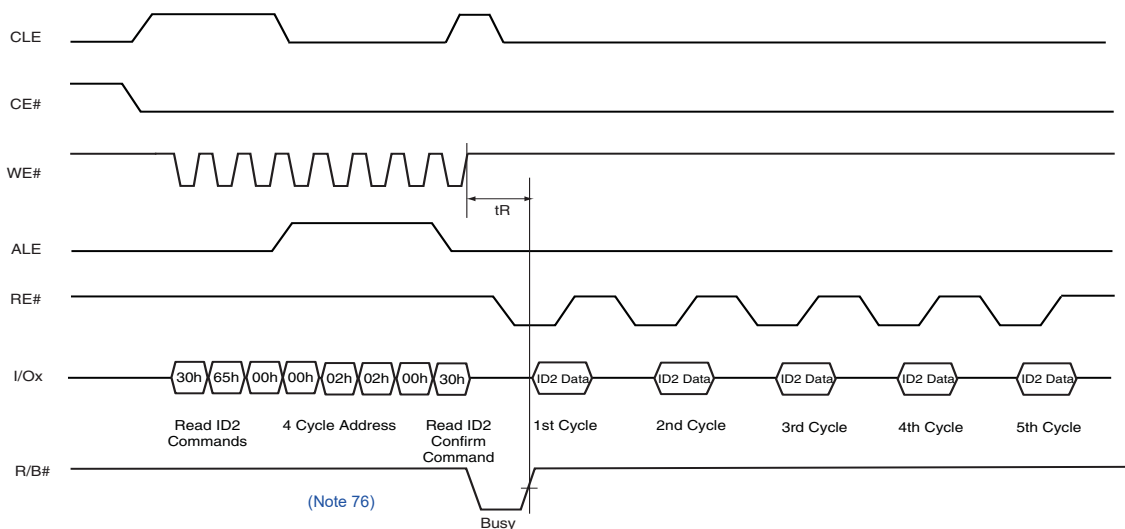 CLE
CE#
WE#
tR
ALE
RE#
I/Ox
30h 65h 00h 00h 02h 02h 00h 30h ID2 Data ID2 Data ID2 Data ID2 Data ID2 Data
Read ID2
Commands
4 Cycle Address
Read ID2
Confirm
Command
1st Cycle
2nd Cycle
3rd Cycle
4th Cycle
5th Cycle
R/B#
(Note 76)
Busy